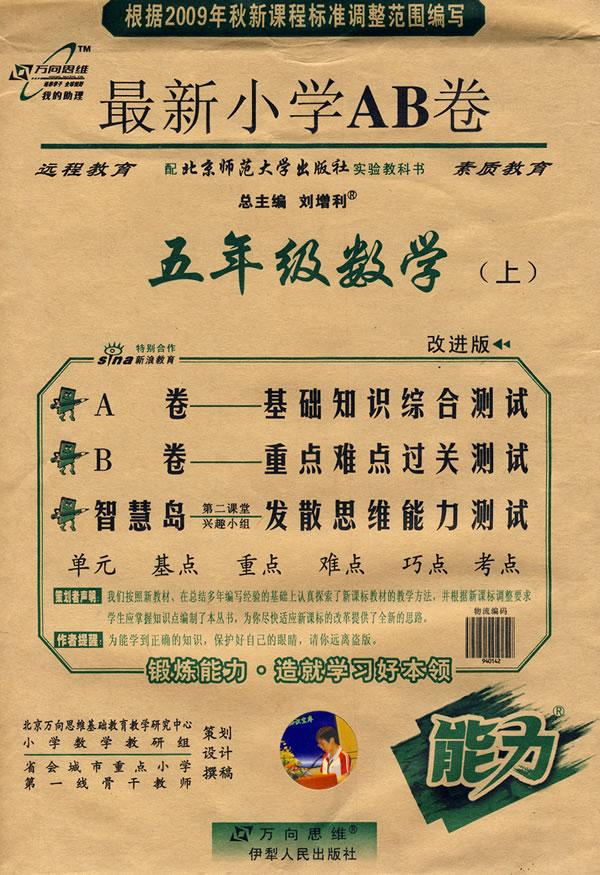 根据2009年秋新课程标准调整范围编写
万向思维™
我的助理
最新小学AB卷
远程教育 配 北京师范大学出版社 实验教科书 素质教育
总主编 刘增利®
五年级数学（上）
改进版
sina 特别合作 新浪教育
A 卷——基础知识综合测试
B 卷——重点难点过关测试
智慧岛 第二课堂 兴趣小组 发散思维能力测试
单元 基点 重点 难点 巧点 考点
策划者声明: 我们按照新教材、在总结多年编写经验的基础上认真探索了新课标教材的教学方法，并根据新课标调整要求
学生应掌握知识点编制了本丛书，为你尽快适应新课标的改革提供了全新的思路。
作者提醒: 为能学到正确的知识，保护好自己的眼睛，请你远离盗版。
物流编码
940142
锻炼能力·造就学习好本领
北京万向思维基础教育教学研究中心
小学数学教研组
省会城市重点小学
第一线骨干教师
策划
设计
撰稿
能力®
万向思维®
伊犁人民出版社